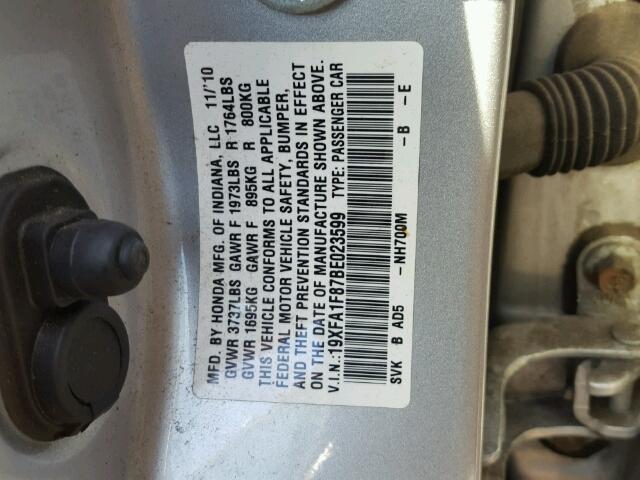 MFD. BY HONDA MFG. OF INDIANA, LLC 11/'10
GVWR 3737LBS GAWR F 1973LBS R 1764LBS
GVWR 1695KG GAWR F 895KG R 800KG
THIS VEHICLE CONFORMS TO ALL APPLICABLE
FEDERAL MOTOR VEHICLE SAFETY, BUMPER,
AND THEFT PREVENTION STANDARDS IN EFFECT
ON THE DATE OF MANUFACTURE SHOWN ABOVE.
V.I.N.:19XFA1F87BE023599 TYPE: PASSENGER CAR
SVK B AD5 –NH700M –B –E